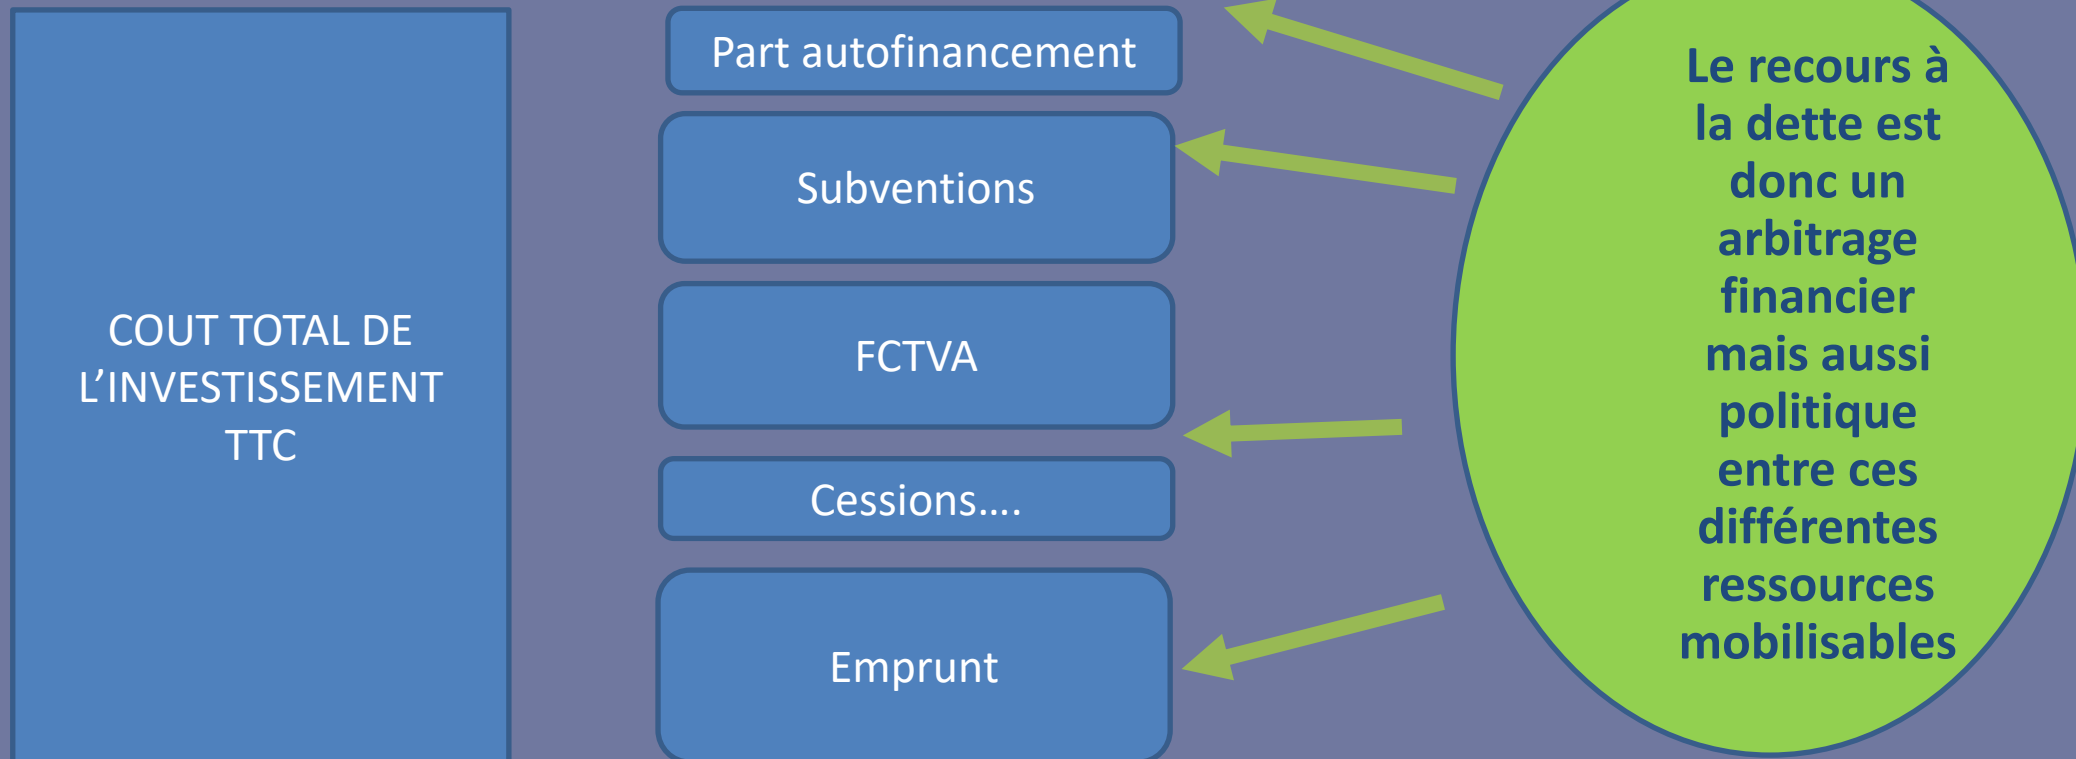 COUT TOTAL DE
L’INVESTISSEMENT
TTC
Part autofinancement
Subventions
FCTVA
Cessions….
Emprunt
Le recours à
la dette est
donc un
arbitrage
financier
mais aussi
politique
entre ces
différentes
ressources
mobilisables